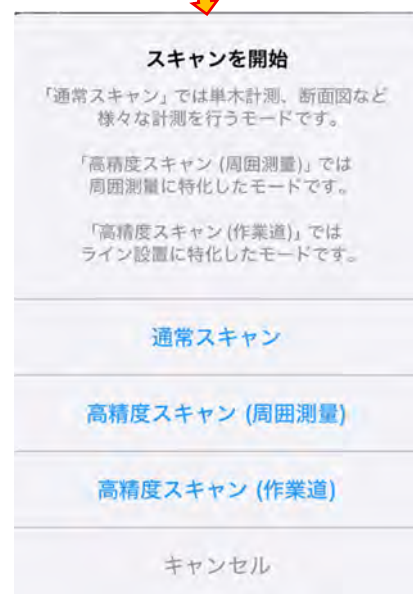 スキャンを開始
「通常スキャン」では単木計測、断面図など
様々な計測を行うモードです。
「高精度スキャン (周囲測量)」では
周囲測量に特化したモードです。
「高精度スキャン (作業道)」では
ライン設置に特化したモードです。
通常スキャン
高精度スキャン (周囲測量)
高精度スキャン (作業道)
キャンセル